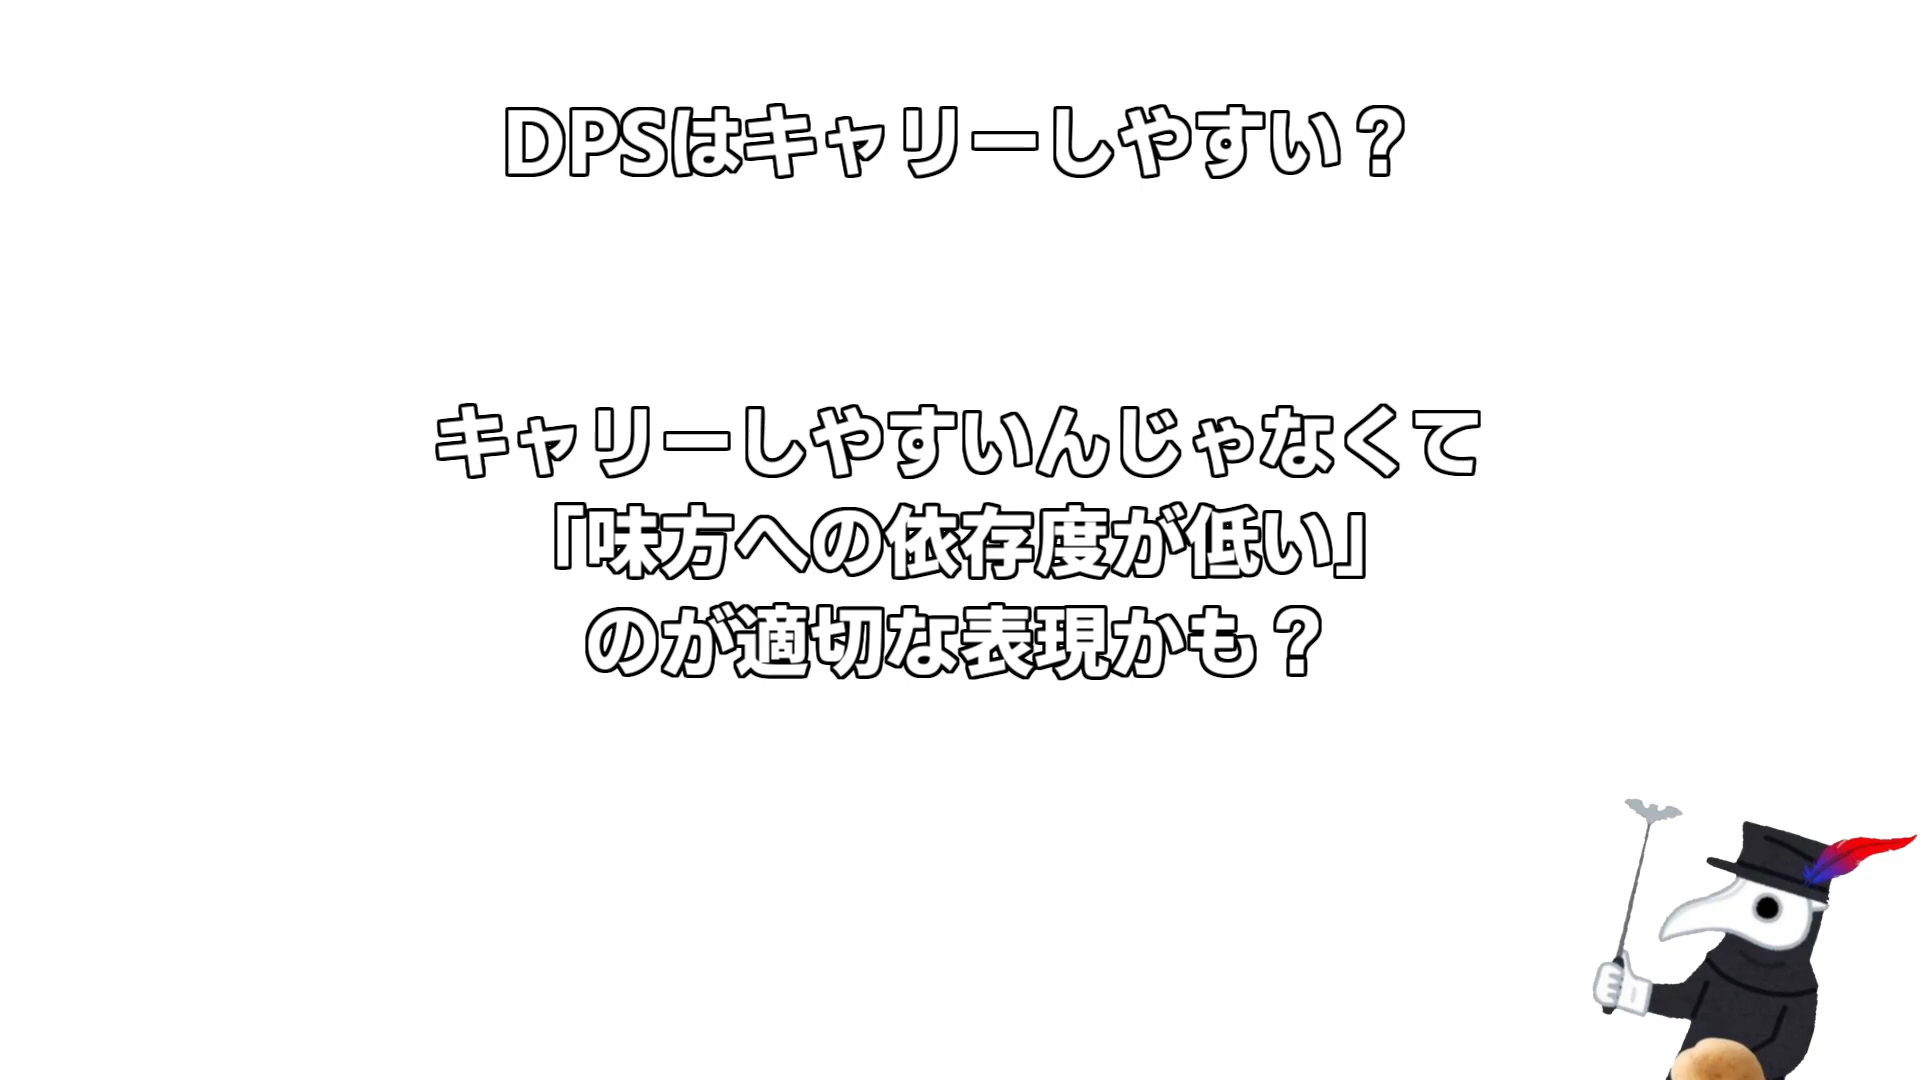 DPSはキャリーしやすい？
キャリーしやすいんじゃなくて
「味方への依存度が低い」
のが適切な表現かも？